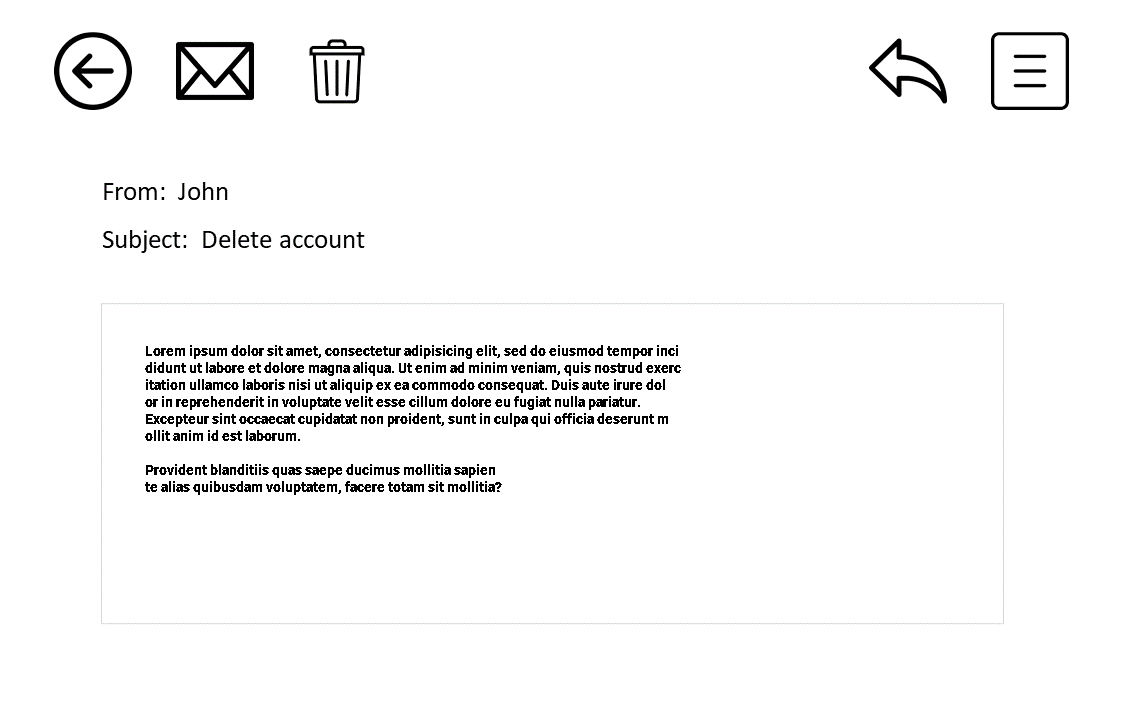 From: John
Subject: Delete account
Lorem ipsum dolor sit amet, consectetur adipisicing elit, sed do eiusmod tempor inci
didunt ut labore et dolore magna aliqua. Ut enim ad minim veniam, quis nostrud exerc
itation ullamco laboris nisi ut aliquip ex ea commodo consequat. Duis aute irure dol
or in reprehenderit in voluptate velit esse cillum dolore eu fugiat nulla pariatur.
Excepteur sint occaecat cupidatat non proident, sunt in culpa qui officia deserunt m
ollit anim id est laborum.
Provident blanditiis quas saepe ducimus mollitia sapien
te alias quibusdam voluptatem, facere totam sit mollitia?